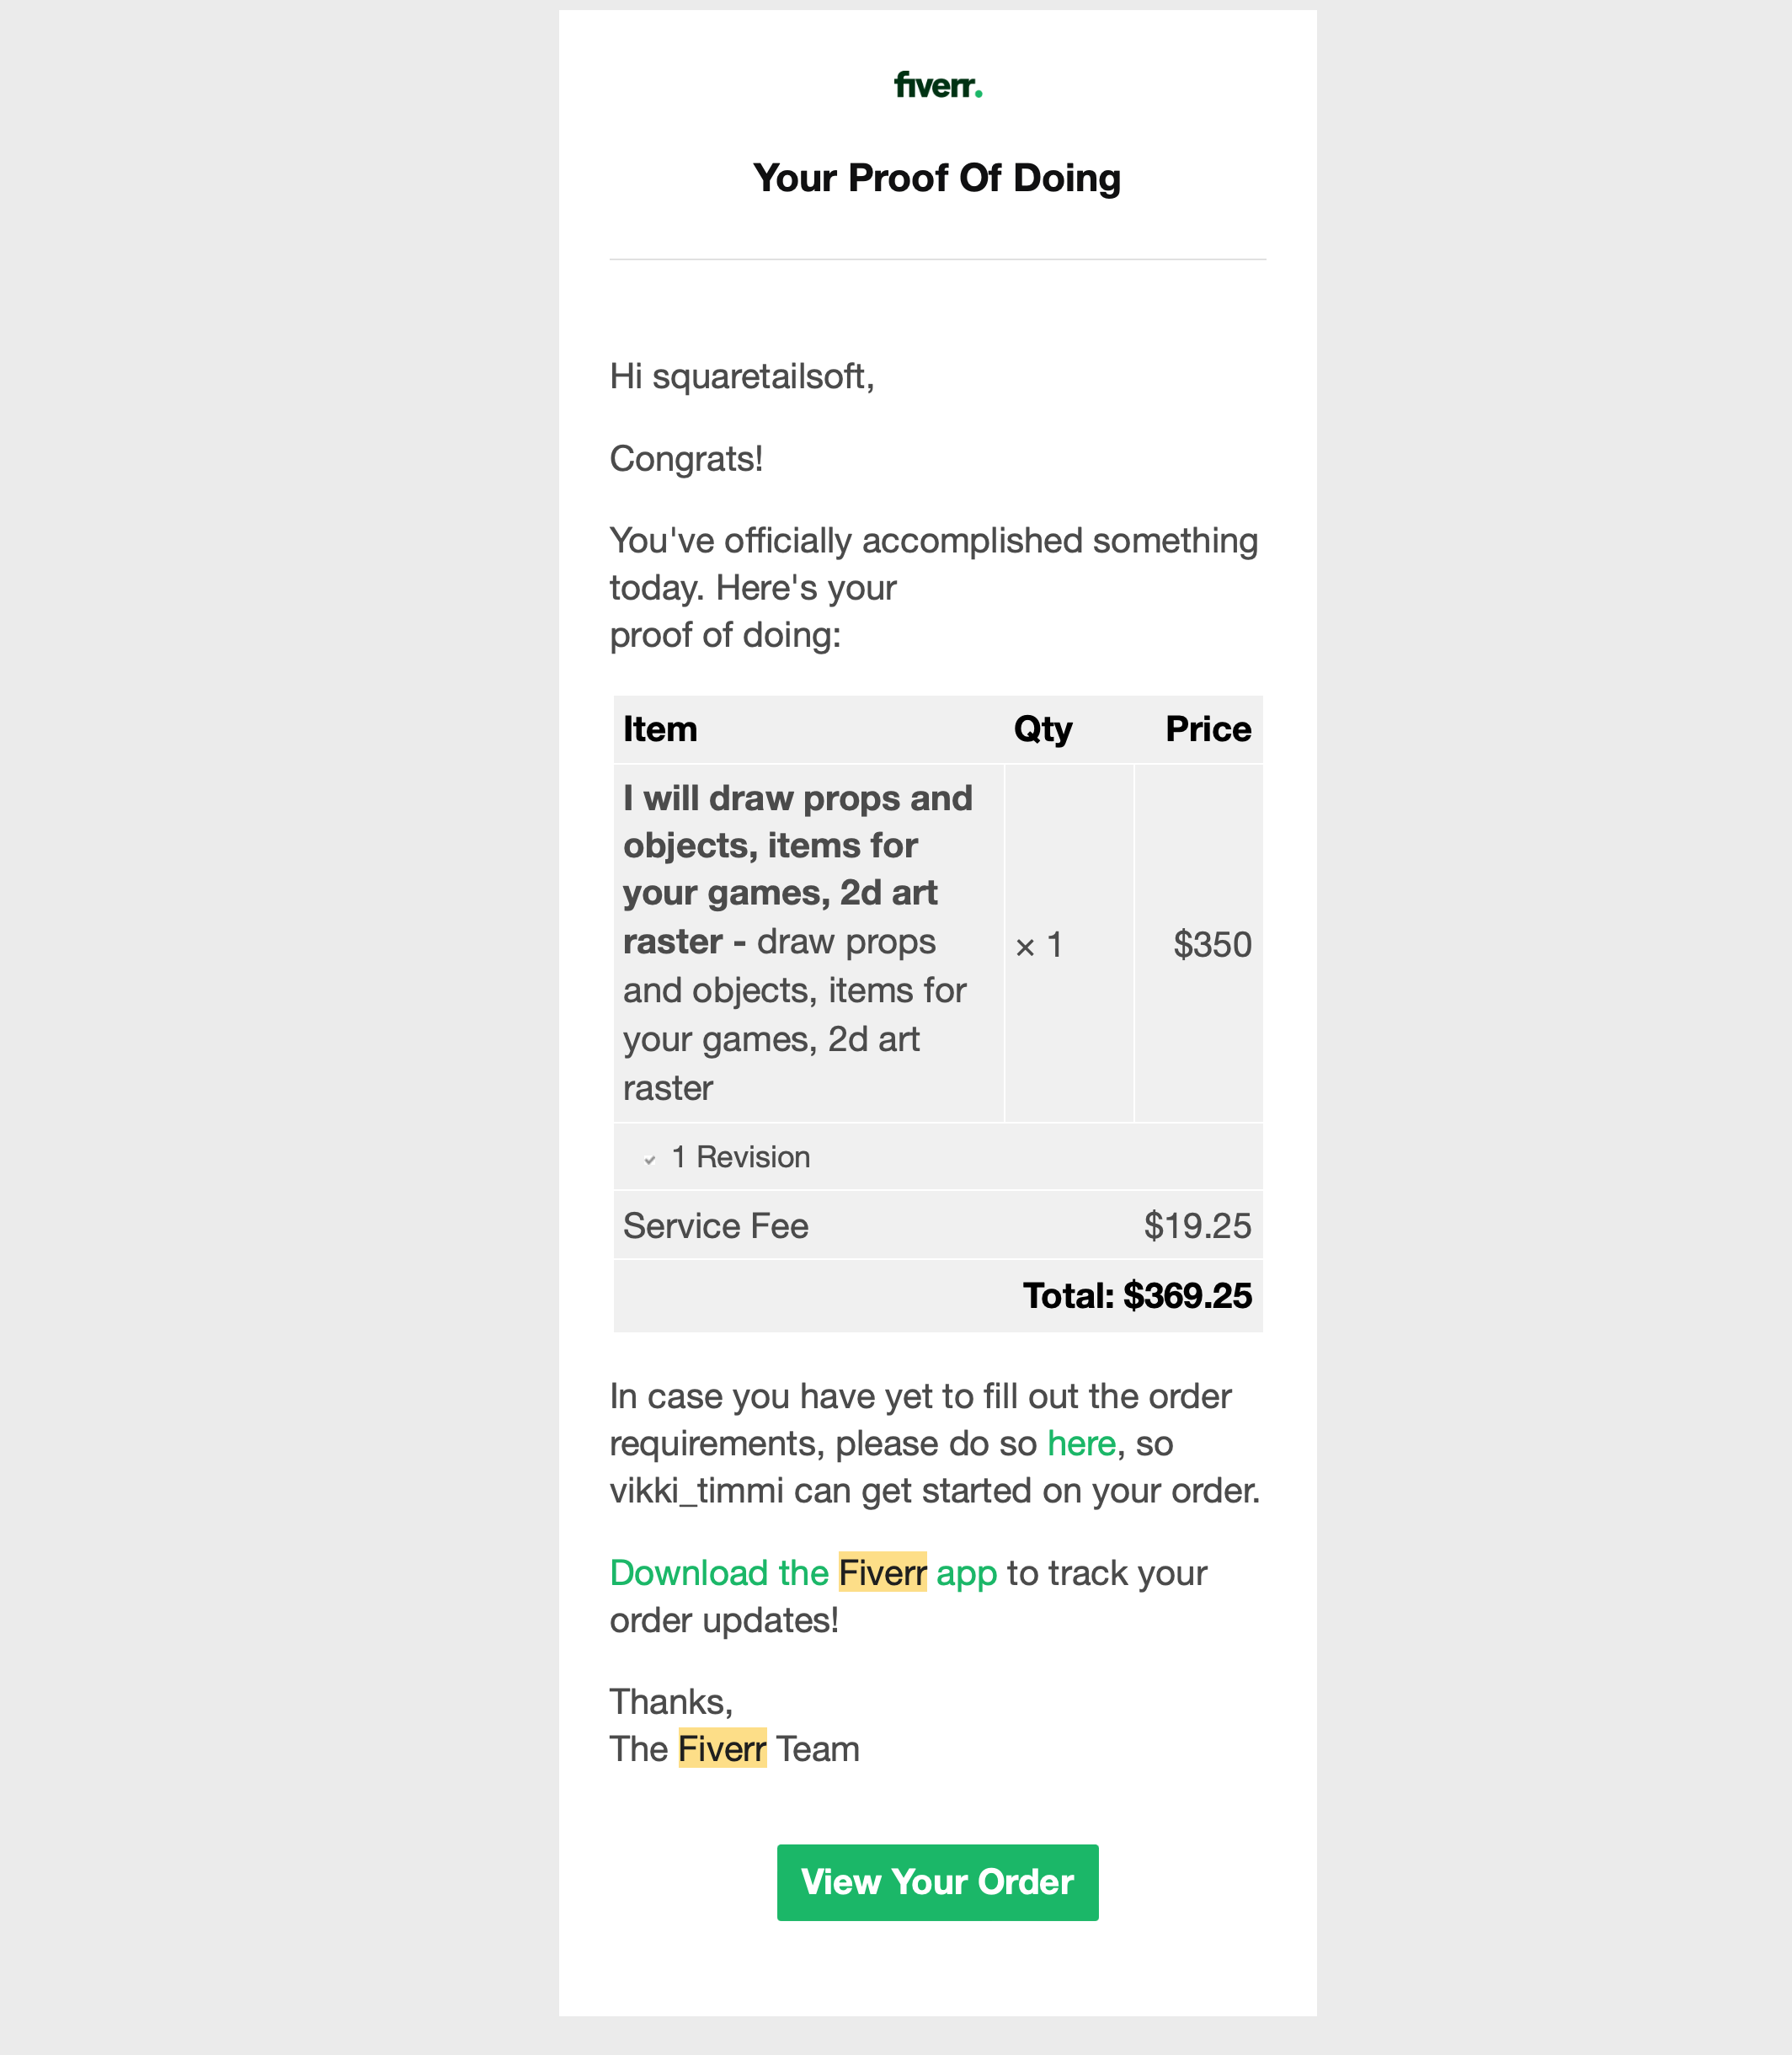 fiverr.
Your Proof Of Doing
Hi squaretailsoft,
Congrats!
You've officially accomplished something
today. Here's your
proof of doing:
Item Qty Price
I will draw props and
objects, items for
your games, 2d art
raster - draw props
and objects, items for
your games, 2d art
raster
× 1
$350
1 Revision
Service Fee $19.25
Total: $369.25
In case you have yet to fill out the order
requirements, please do so here, so
vikki_timmi can get started on your order.
Download the Fiverr app to track your
order updates!
Thanks,
The Fiverr Team
View Your Order